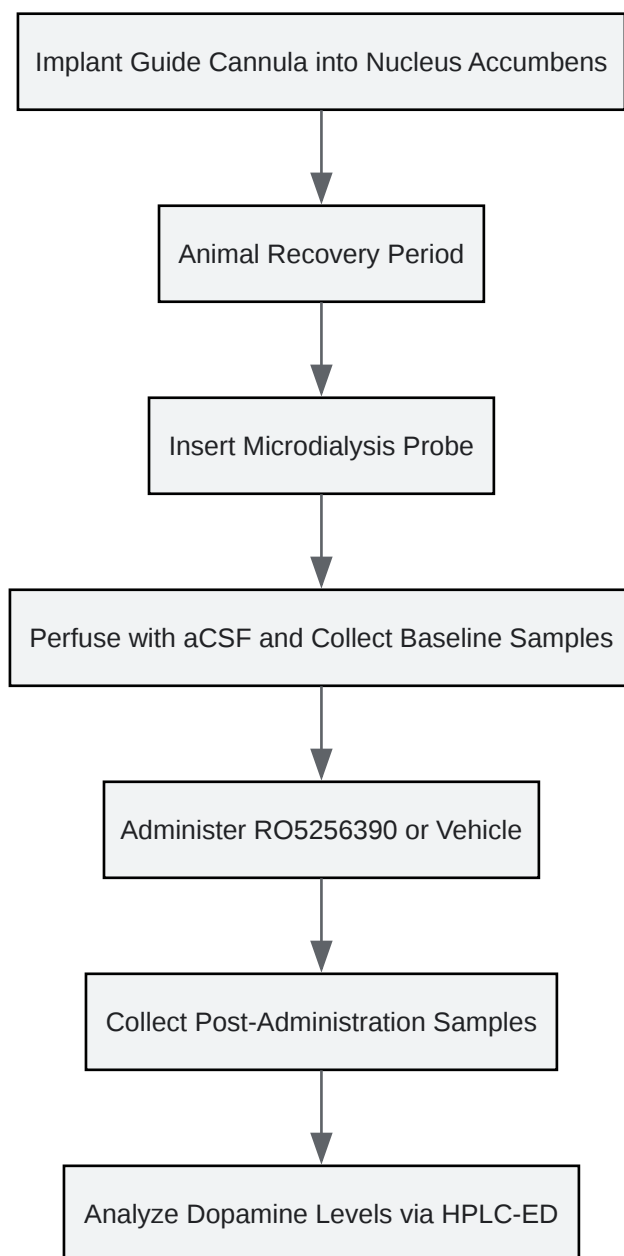 Implant Guide Cannula into Nucleus Accumbens
Animal Recovery Period
Insert Microdialysis Probe
Perfuse with aCSF and Collect Baseline Samples
Administer RO5256390 or Vehicle
Collect Post-Administration Samples
Analyze Dopamine Levels via HPLC-ED